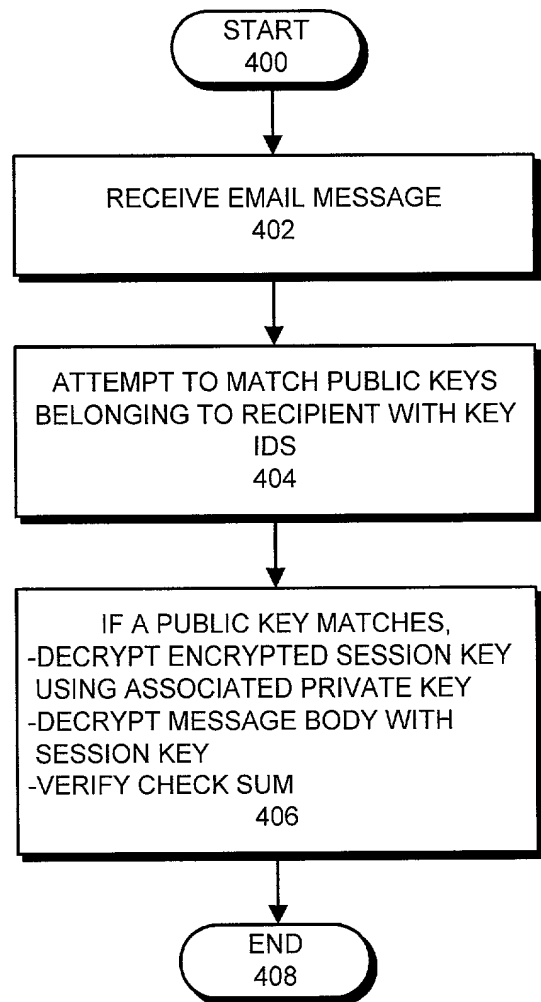 START
400
RECEIVE EMAIL MESSAGE
402
ATTEMPT TO MATCH PUBLIC KEYS
BELONGING TO RECIPIENT WITH KEY
IDS
404
IF A PUBLIC KEY MATCHES,
-DECRYPT ENCRYPTED SESSION KEY
USING ASSOCIATED PRIVATE KEY
-DECRYPT MESSAGE BODY WITH
SESSION KEY
-VERIFY CHECK SUM
406
END
408